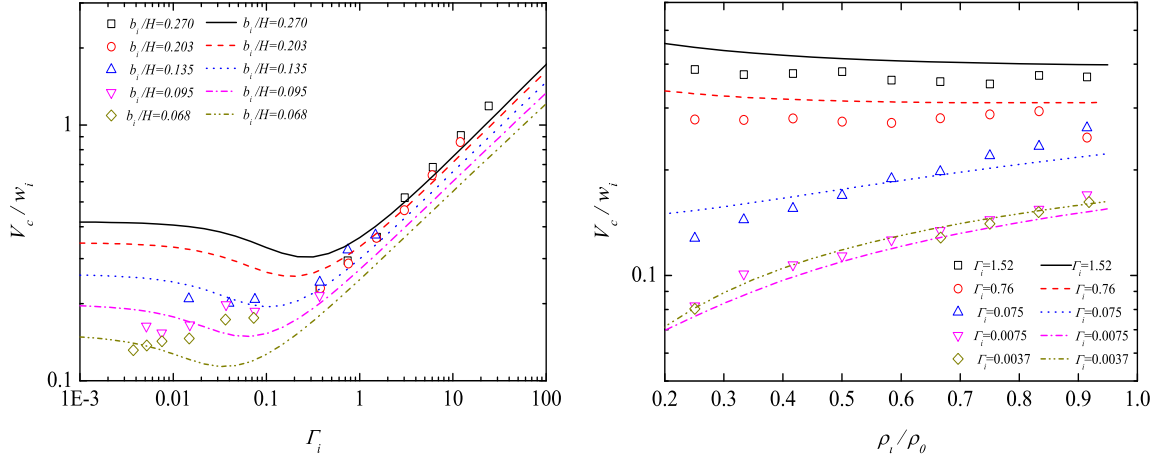 b_i/H=0.270 b_i/H=0.270
b_i/H=0.203 b_i/H=0.203
b_i/H=0.135 b_i/H=0.135
b_i/H=0.095 b_i/H=0.095
b_i/H=0.068 b_i/H=0.068
1
0.1
V_c/w_i
1E-3 0.01 0.1 1 10 100
Γ_i
V_c/w_i
0.1
Γ_i=1.52 Γ_i=1.52
Γ_i=0.76 Γ_i=0.76
Γ_i=0.075 Γ_i=0.075
Γ_i=0.0075 Γ_i=0.0075
Γ_i=0.0037 Γ_i=0.0037
0.2 0.3 0.4 0.5 0.6 0.7 0.8 0.9 1.0
ρ_ι/ρ_0